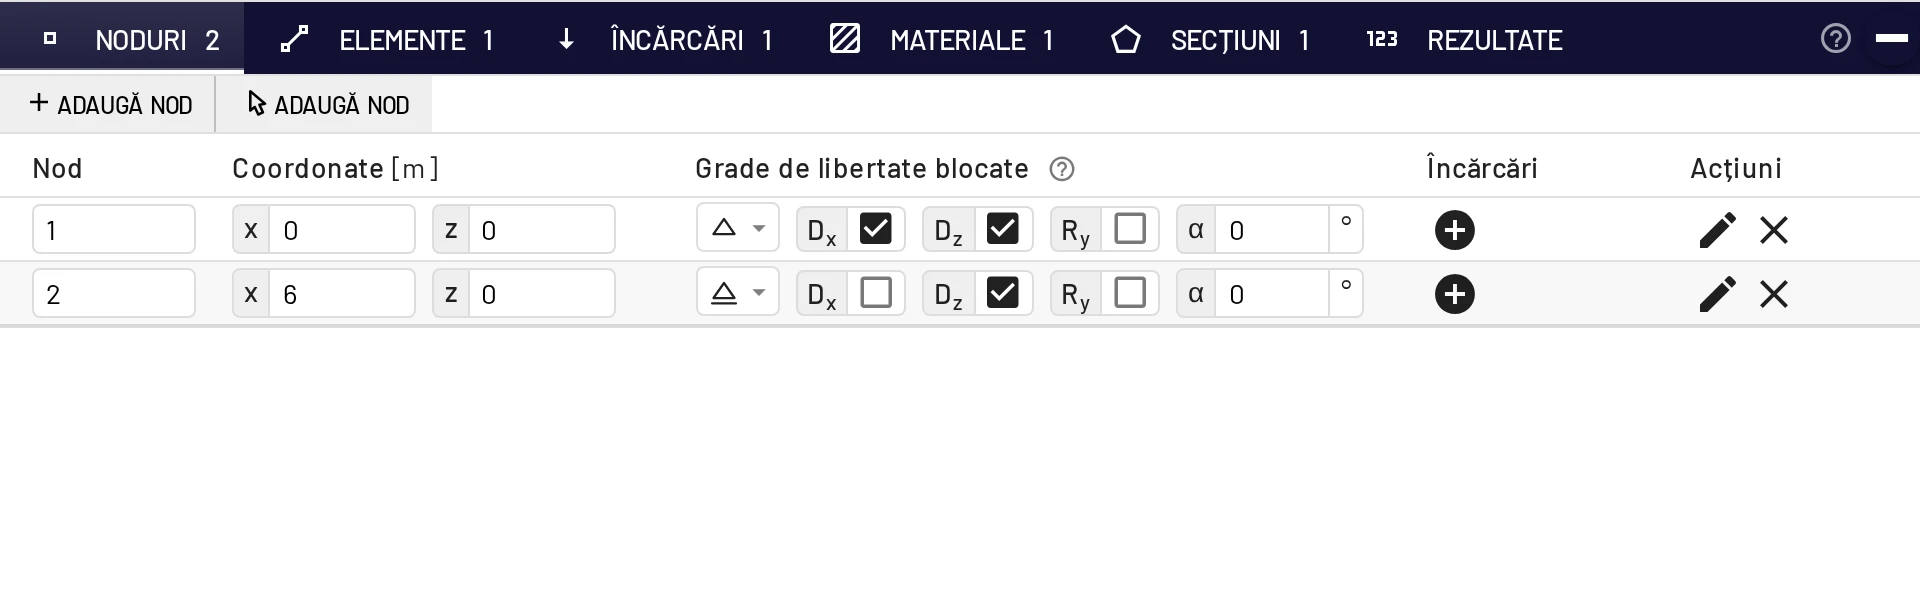 NODURI 2 ELEMENTE 1 ÎNCĂRCĂRI 1 MATERIALE 1 SECȚIUNI 1 123 REZULTATE ?
+ ADAUGĂ NOD ADAUGĂ NOD
Nod Coordonate [m] Grade de libertate blocate ? Încărcări Acțiuni
1 x 0 z 0 Dx Dz Ry α 0 °
2 x 6 z 0 Dx Dz Ry α 0 °